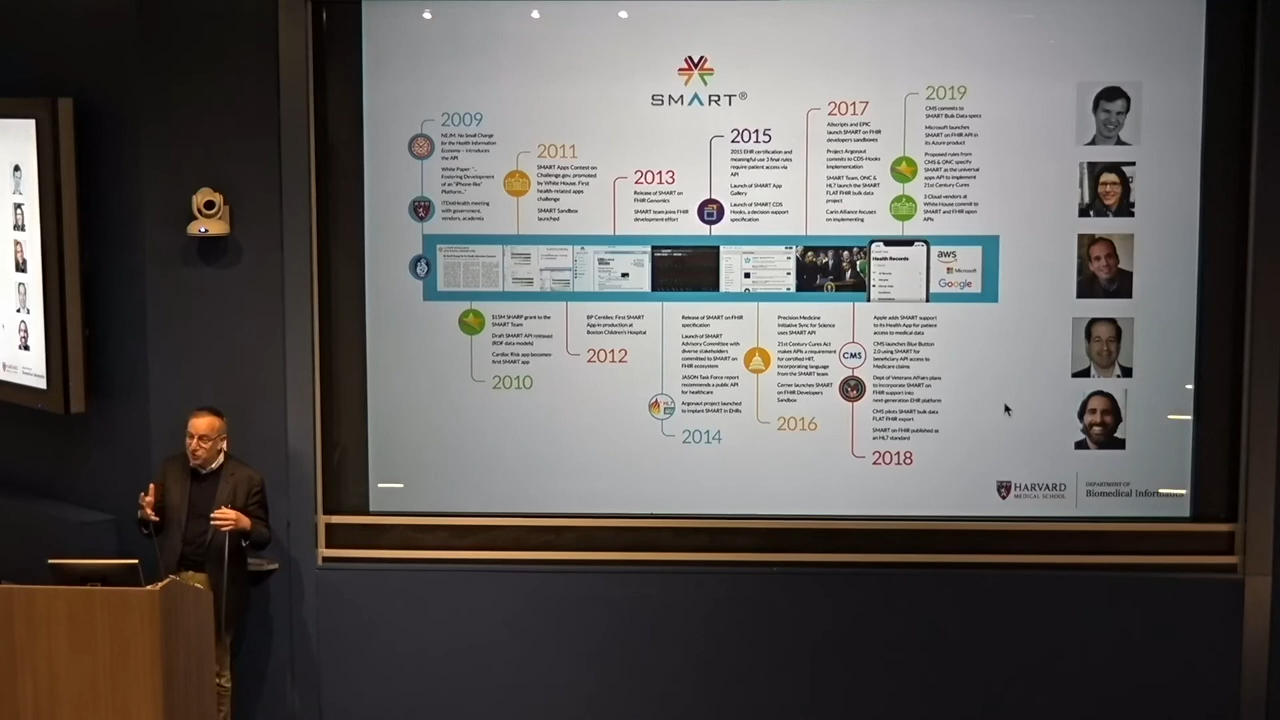 SMART®
2009
NEJM: No Small Change
for the Health Information
Economy – introduces
the API
White Paper: "..
Fostering Development
of an "iPhone-like"
Platform..."
ITDotHealth meeting
with government,
vendors, academia
2011
SMART Apps Contest on
Challenge.gov, promoted
by White House. First
health-related apps
challenge
SMART Sandbox
launched
2013
Release of SMART on
FHIR Genomics
SMART team joins FHIR
development effort
2015
2015 EHR certification and
meaningful use 3 final rules
require patient access via
API
Launch of SMART App
Gallery
Launch of SMART CDS
Hooks, a decision support
specification
2017
Allscripts and EPIC
launch SMART on FHIR
developers sandboxes
Project Argonaut
commits to CDS-Hooks
implementation
SMART Team, ONC &
HL7 launch the SMART
FLAT FHIR bulk data
project
Carin Alliance focuses
on implementing
2019
CMS commits to
SMART Bulk Data specs
Microsoft launches
SMART on FHIR API in
its Azure product
Proposed rules from
CMS & ONC specify
SMART as the universal
apps API to implement
21st Century Cures
3 Cloud vendors at
White House commit to
SMART and FHIR open
APIs
Health Records
aws
Microsoft
Google
$15M SHARP grant to the
SMART Team
Draft SMART API released
(RDF data models)
Cardiac Risk app becomes
first SMART app
2010
BP Centiles: First SMART
App in production at
Boston Children's Hospital
2012
Release of SMART on FHIR
specification
Launch of SMART
Advisory Committee with
diverse stakeholders
committed to SMART on
FHIR ecosystem
JASON Task Force report
recommends a public API
for healthcare
Argonaut project launched
to implant SMART in EHRs
HL7
2014
Precision Medicine
Initiative Sync for Science
uses SMART API
21st Century Cures Act
makes APIs a requirement
for certified HIT,
incorporating language
from the SMART team
Cerner launches SMART
on FHIR Developers
Sandbox
2016
Apple adds SMART support
to its Health App for patient
access to medical data
CMS
CMS launches Blue Button
2.0 using SMART for
beneficiary API access to
Medicare claims
Dept of Veterans Affairs plans
to incorporate SMART on
FHIR support into
next-generation EHR platform
CMS pilots SMART bulk data
FLAT FHIR export
SMART on FHIR published as
an HL7 standard
2018
HARVARD
MEDICAL SCHOOL
DEPARTMENT OF
Biomedical Informatics